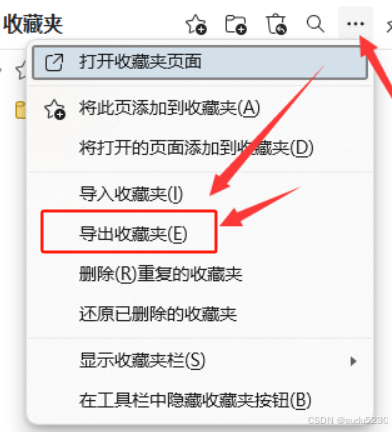 收藏夹
打开收藏夹页面
将此页添加到收藏夹(A)
将打开的页面添加到收藏夹(D)
导入收藏夹(I)
导出收藏夹(E)
删除(R)重复的收藏夹
还原已删除的收藏夹
显示收藏夹栏(S)
在工具栏中隐藏收藏夹按钮(B)
CSDN @sudu5230